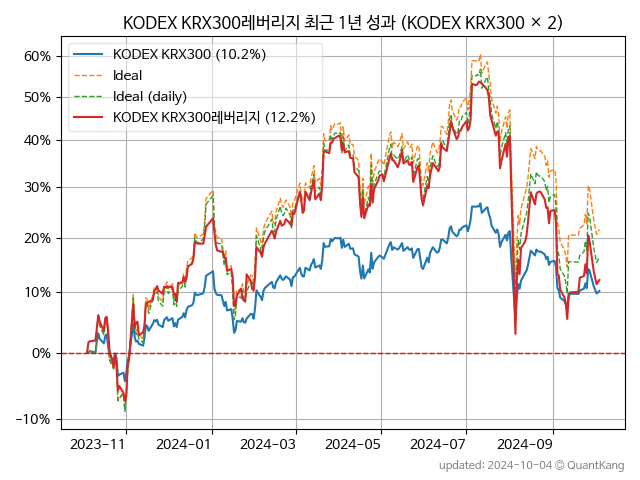 KODEX KRX300레버리지 최근 1년 성과 (KODEX KRX300 × 2)
KODEX KRX300 (10.2%)
Ideal
Ideal (daily)
KODEX KRX300레버리지 (12.2%)
60%
50%
40%
30%
20%
10%
0%
−10%
2023−11 2024−01 2024−03 2024−05 2024−07 2024−09
updated: 2024-10-04 © QuantKang